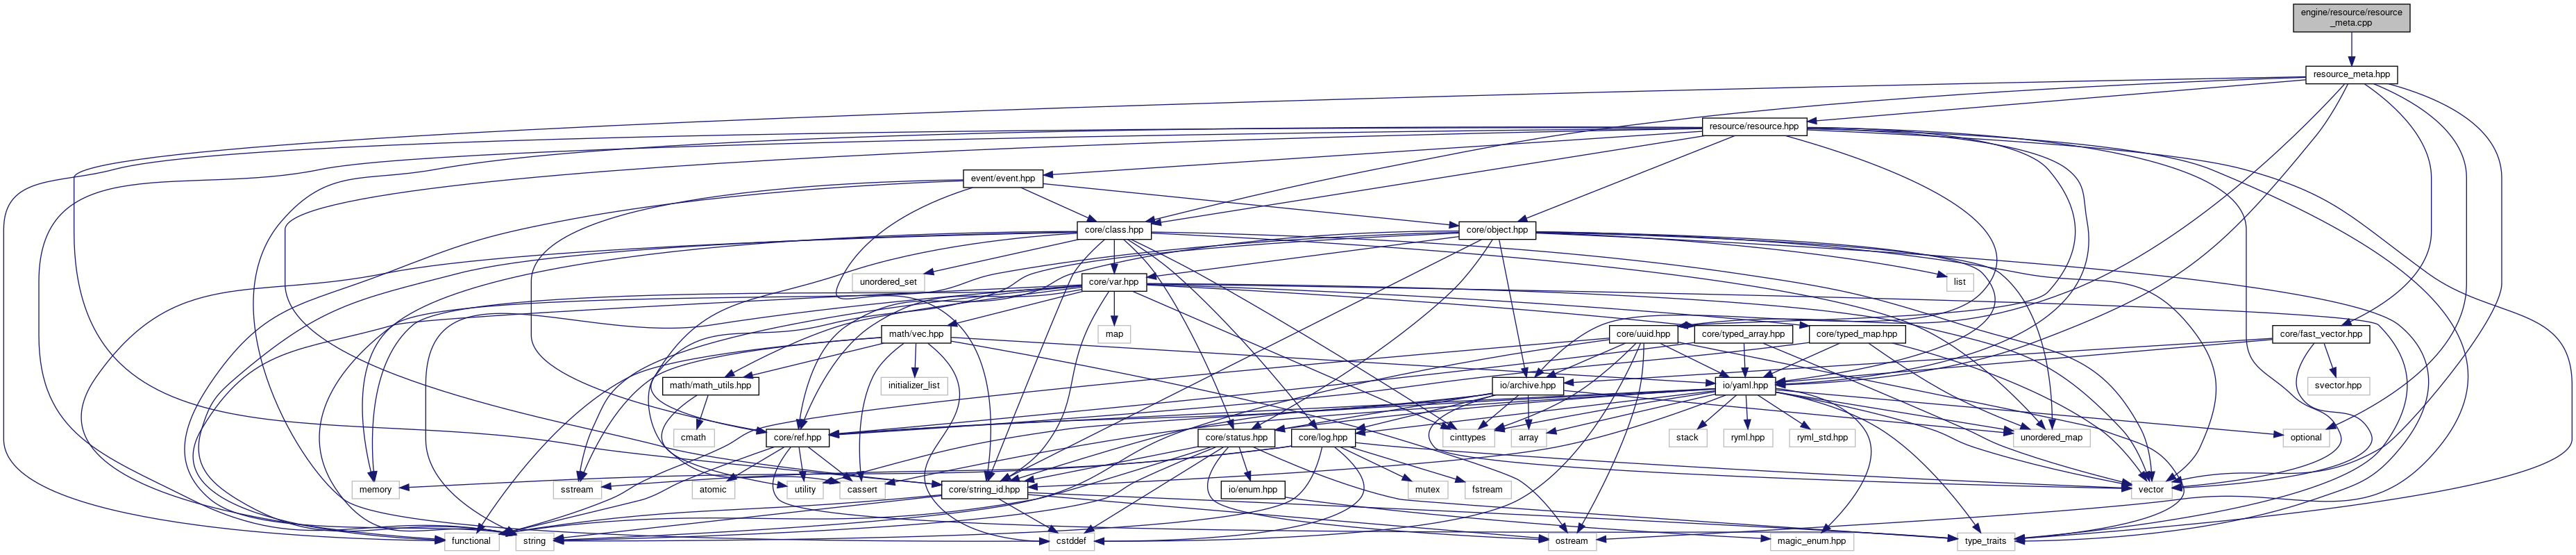 engine/resource/resource
_meta.cpp
resource_meta.hpp
resource/resource.hpp
event/event.hpp
core/class.hpp
core/object.hpp
unordered_set
core/var.hpp
list
math/vec.hpp
map
core/uuid.hpp
core/typed_array.hpp
core/typed_map.hpp
core/fast_vector.hpp
math/math_utils.hpp
initializer_list
io/archive.hpp
io/yaml.hpp
svector.hpp
cmath
core/ref.hpp
core/status.hpp
core/log.hpp
cinttypes
array
stack
ryml.hpp
ryml_std.hpp
unordered_map
optional
memory
sstream
atomic
utility
cassert
core/string_id.hpp
io/enum.hpp
mutex
fstream
vector
functional
string
cstddef
ostream
magic_enum.hpp
type_traits